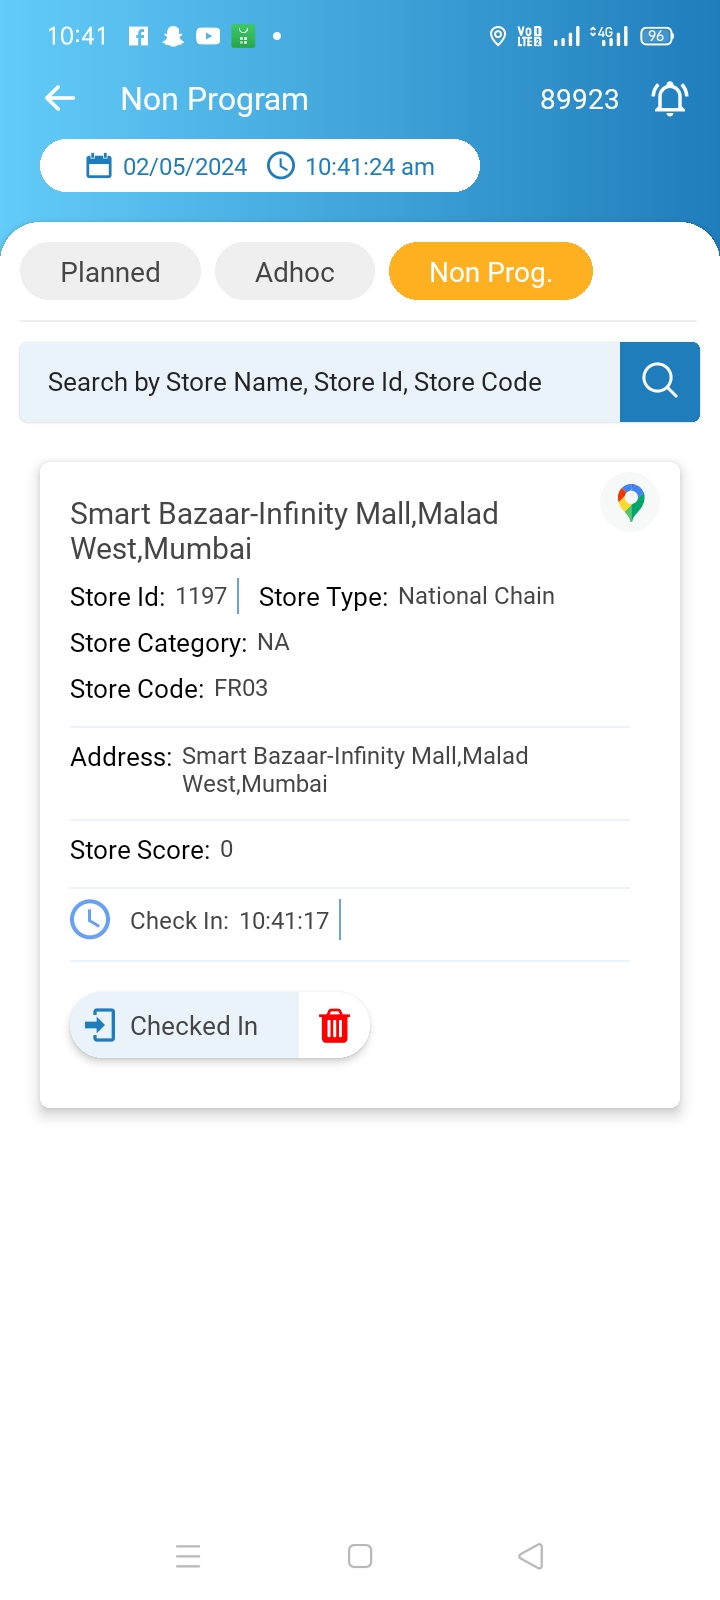 10:41
VoD
LTE 2
4G
96
Non Program
89923
02/05/2024 10:41:24 am
Planned Adhoc Non Prog.
Search by Store Name, Store Id, Store Code
Smart Bazaar-Infinity Mall,Malad
West,Mumbai
Store Id: 1197 Store Type: National Chain
Store Category: NA
Store Code: FR03
Address: Smart Bazaar-Infinity Mall,Malad
West,Mumbai
Store Score: 0
Check In: 10:41:17
Checked In